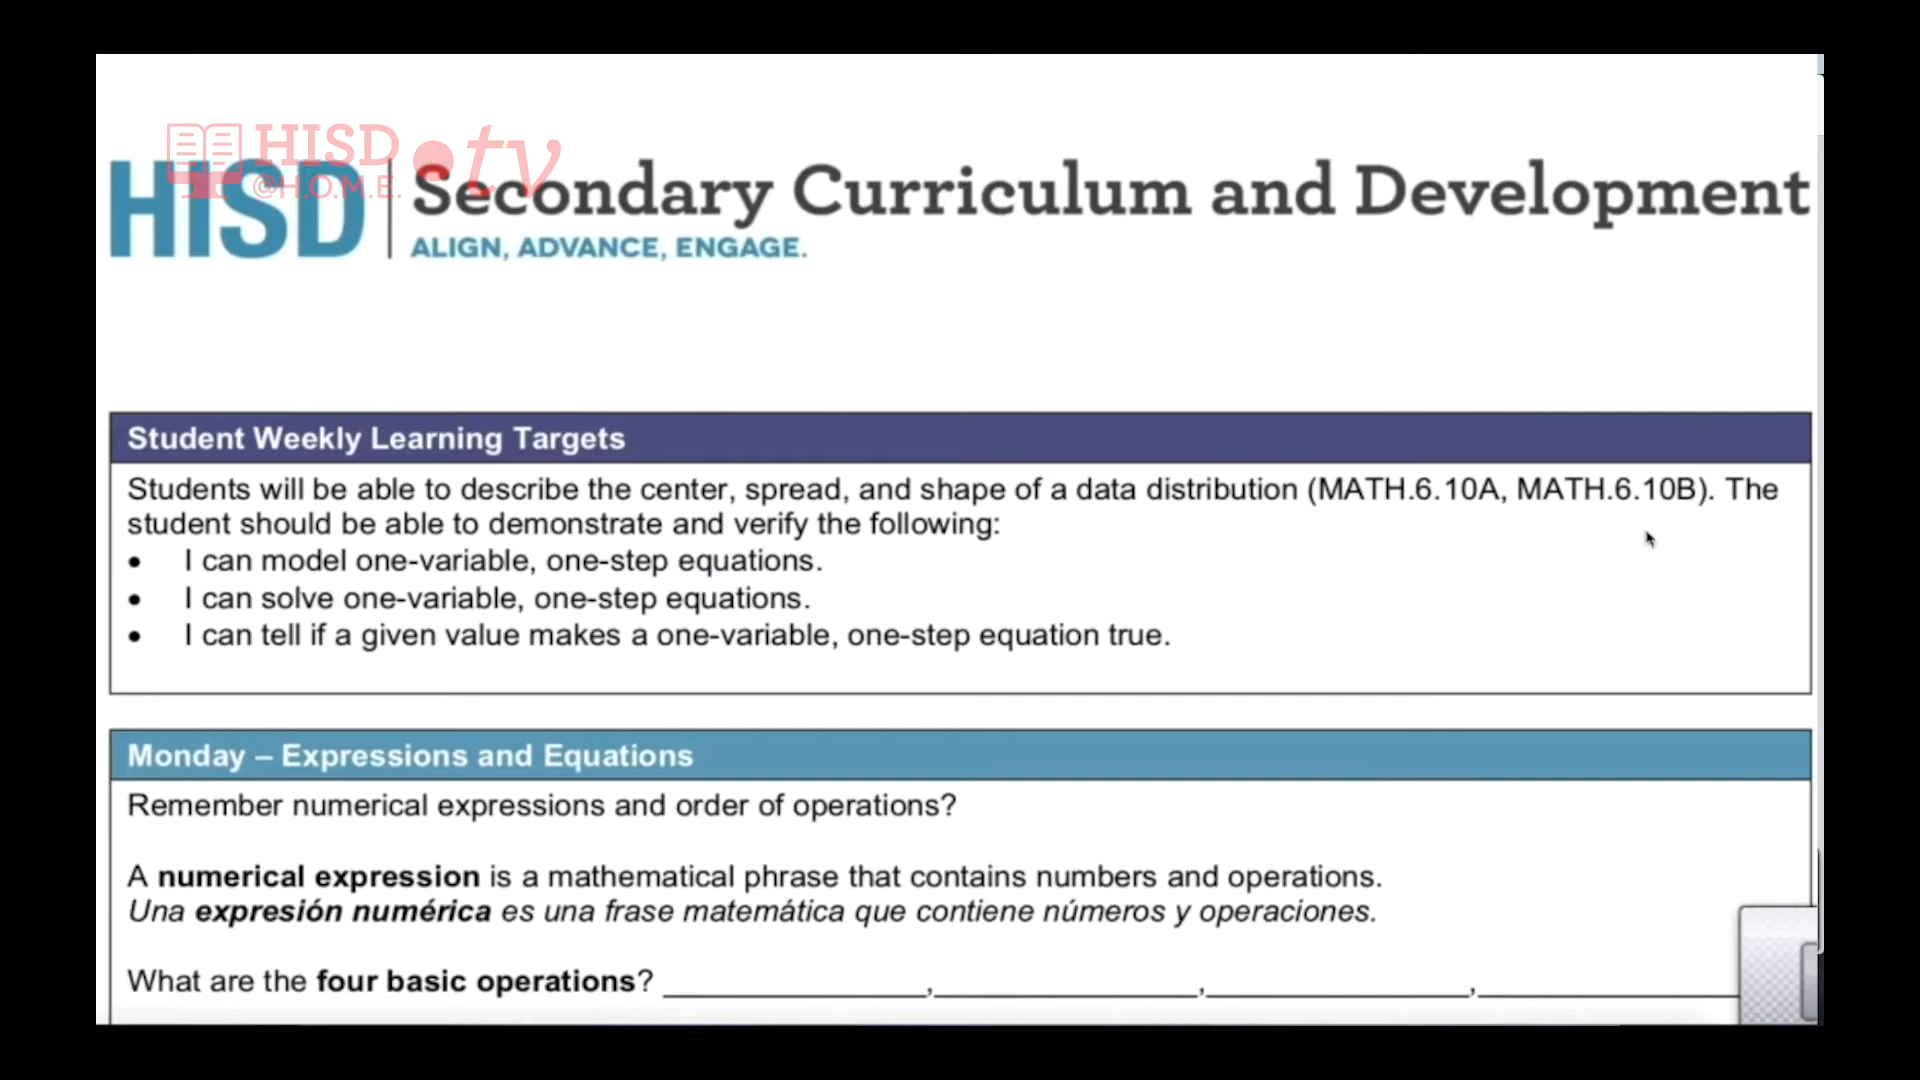 HISD
@H.O.M.E.
.tv
HISD
Secondary Curriculum and Development
ALIGN, ADVANCE, ENGAGE.
Student Weekly Learning Targets
Students will be able to describe the center, spread, and shape of a data distribution (MATH.6.10A, MATH.6.10B). The
student should be able to demonstrate and verify the following:
• I can model one-variable, one-step equations.
• I can solve one-variable, one-step equations.
• I can tell if a given value makes a one-variable, one-step equation true.
Monday – Expressions and Equations
Remember numerical expressions and order of operations?
A numerical expression is a mathematical phrase that contains numbers and operations.
Una expresión numérica es una frase matemática que contiene números y operaciones.
What are the four basic operations? ________________,________________,________________,________________